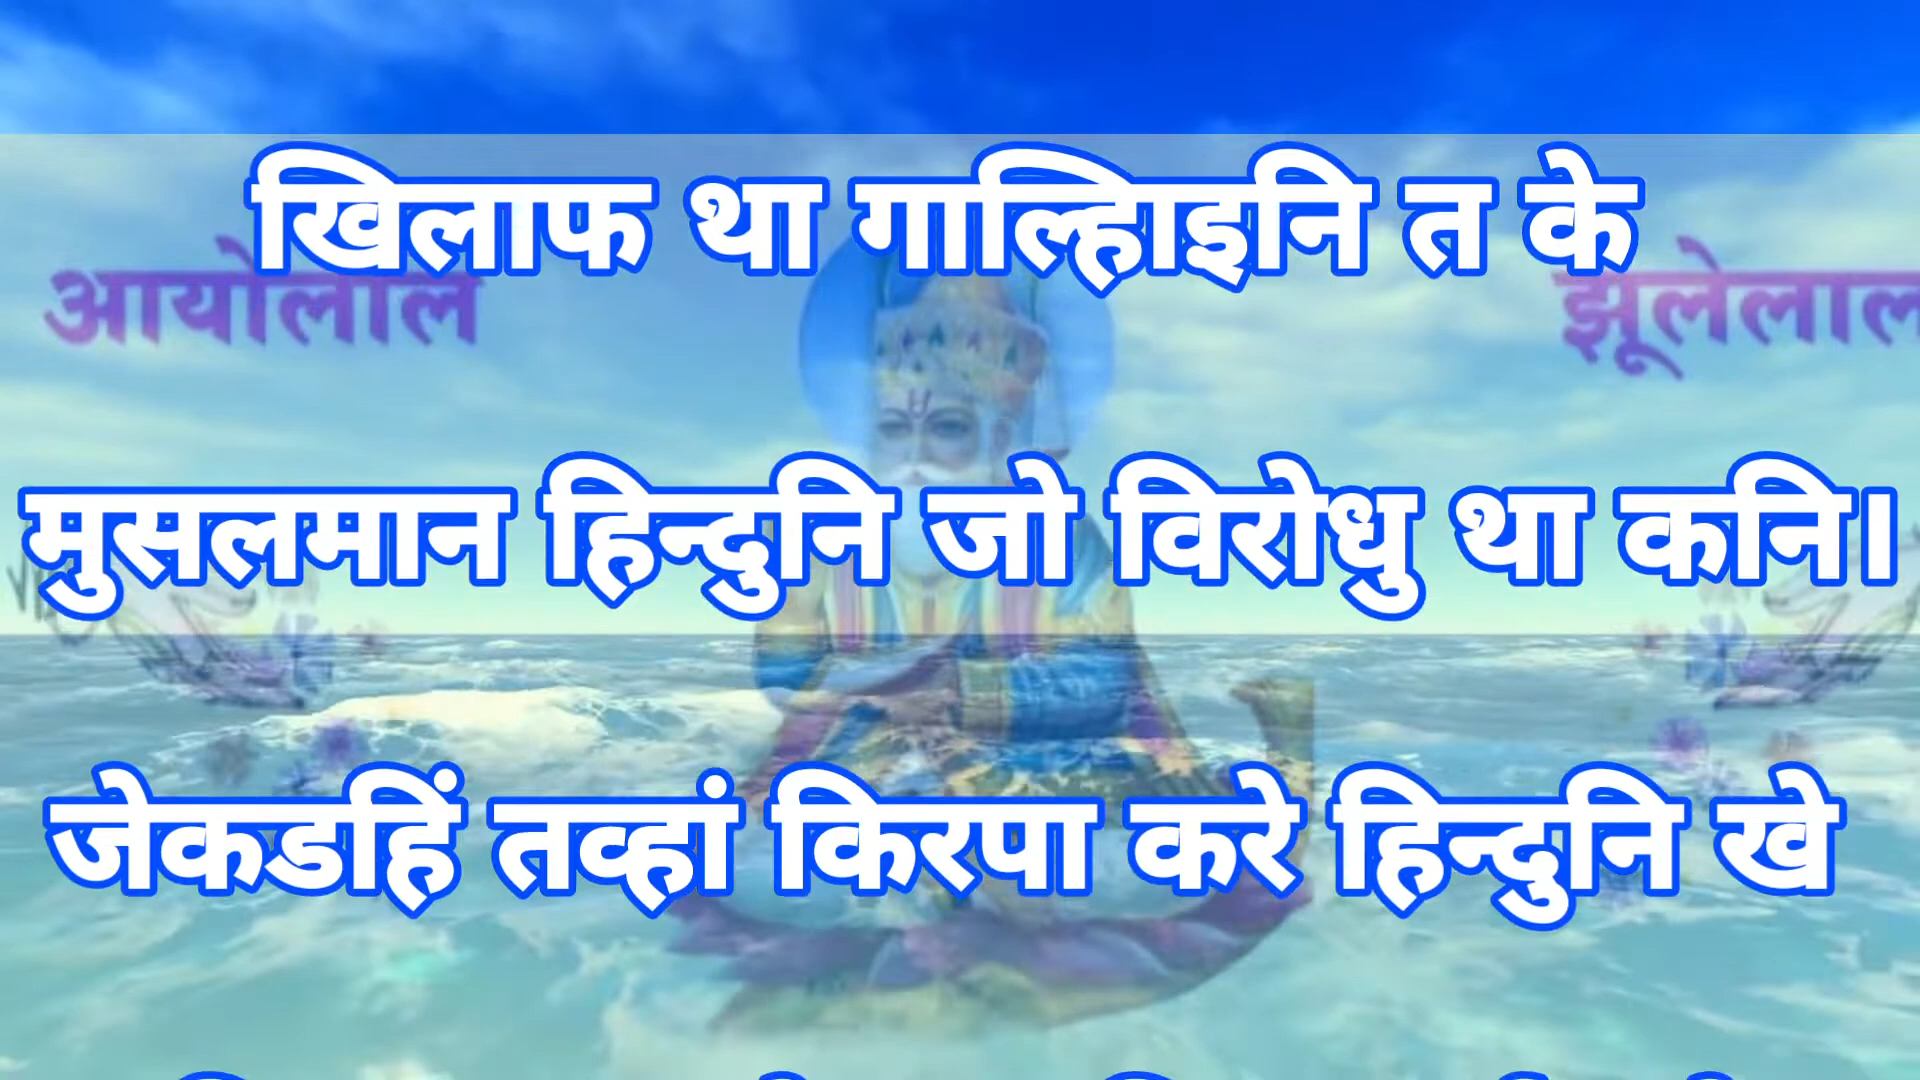 खिलाफ था गाल्हिाइनि त के
आयोलाल
झूलेलाल
मुसलमान हिन्दुनि जो विरोधु था कनि।
जेकडहिं तव्हां किरपा करे हिन्दुनि खे